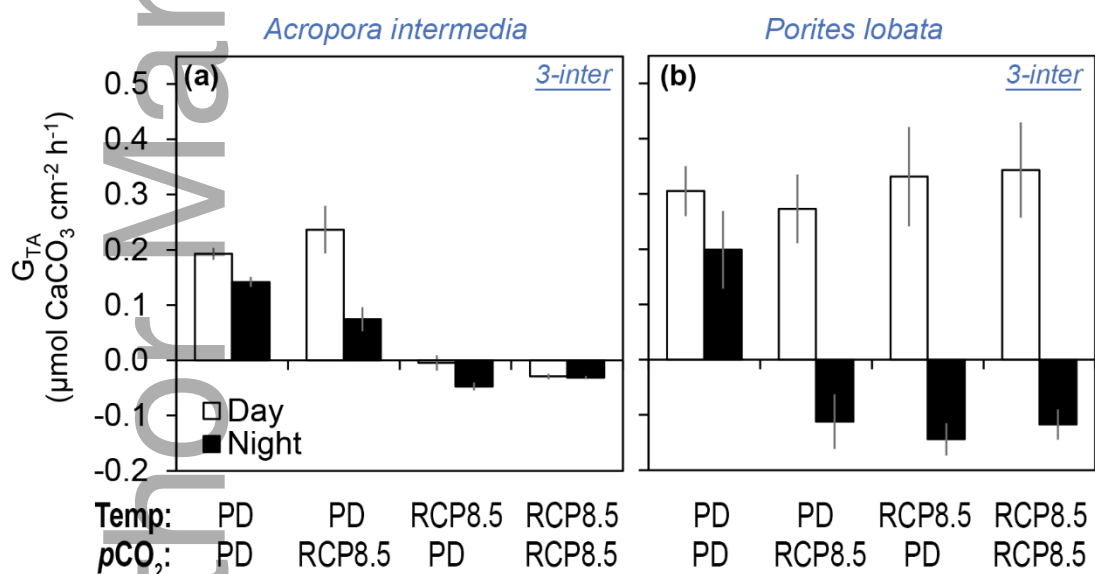 Acropora intermedia
Porites lobata
(a)
3-inter
(b)
3-inter
G_TA
(µmol CaCO₃ cm⁻² h⁻¹)
0.5
0.4
0.3
0.2
0.1
0.0
-0.1
-0.2
Day
Night
Temp: PD PD RCP8.5 RCP8.5 PD PD RCP8.5 RCP8.5
pCO₂: PD RCP8.5 PD RCP8.5 PD RCP8.5 PD RCP8.5
hor Mar